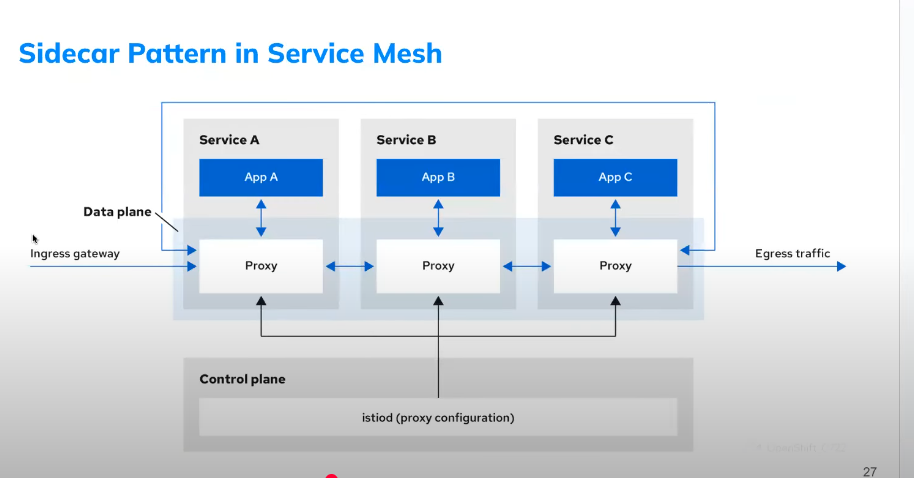 Sidecar Pattern in Service Mesh
Service A
Service B
Service C
App A
App B
App C
Data plane
Ingress gateway
Proxy
Proxy
Proxy
Egress traffic
Control plane
istiod (proxy configuration)
27